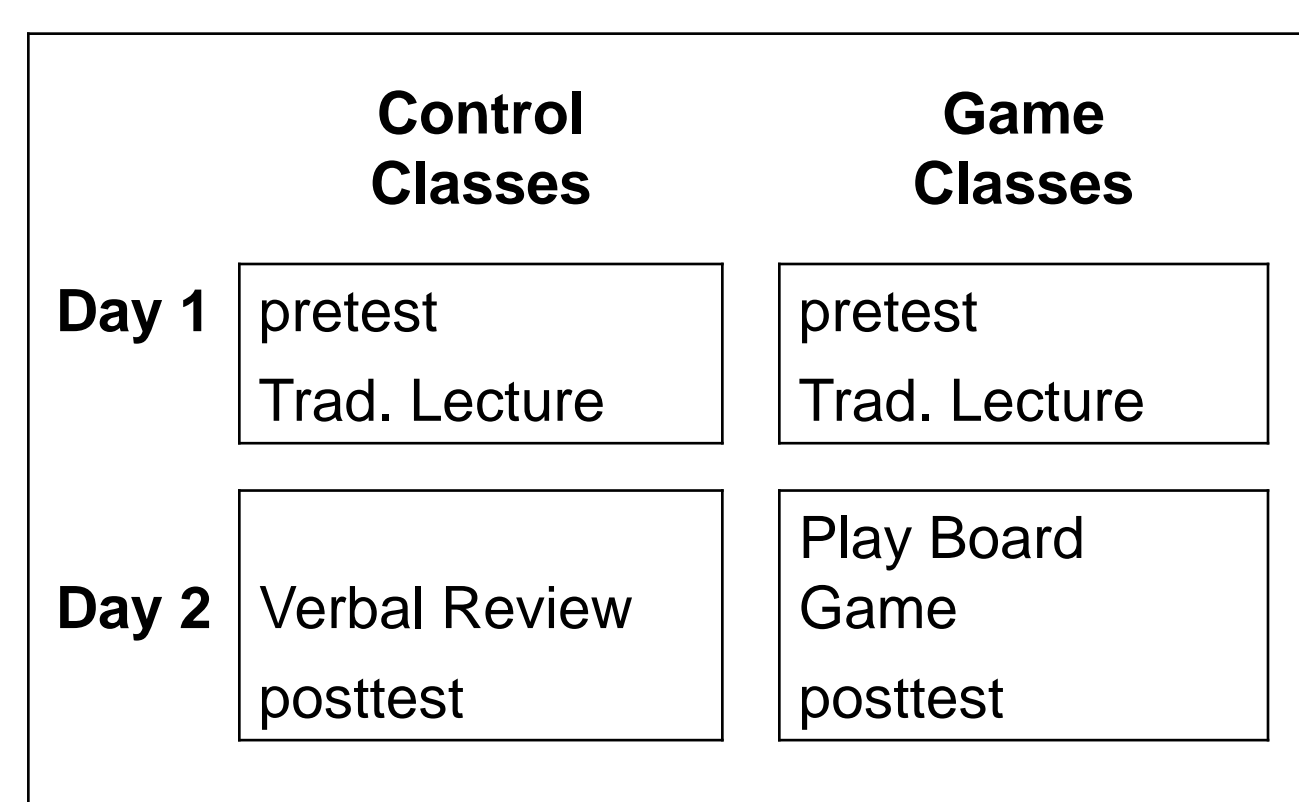 Control
Classes
Game
Classes
Day 1
pretest
Trad. Lecture
pretest
Trad. Lecture
Day 2
Verbal Review
posttest
Play Board
Game
posttest